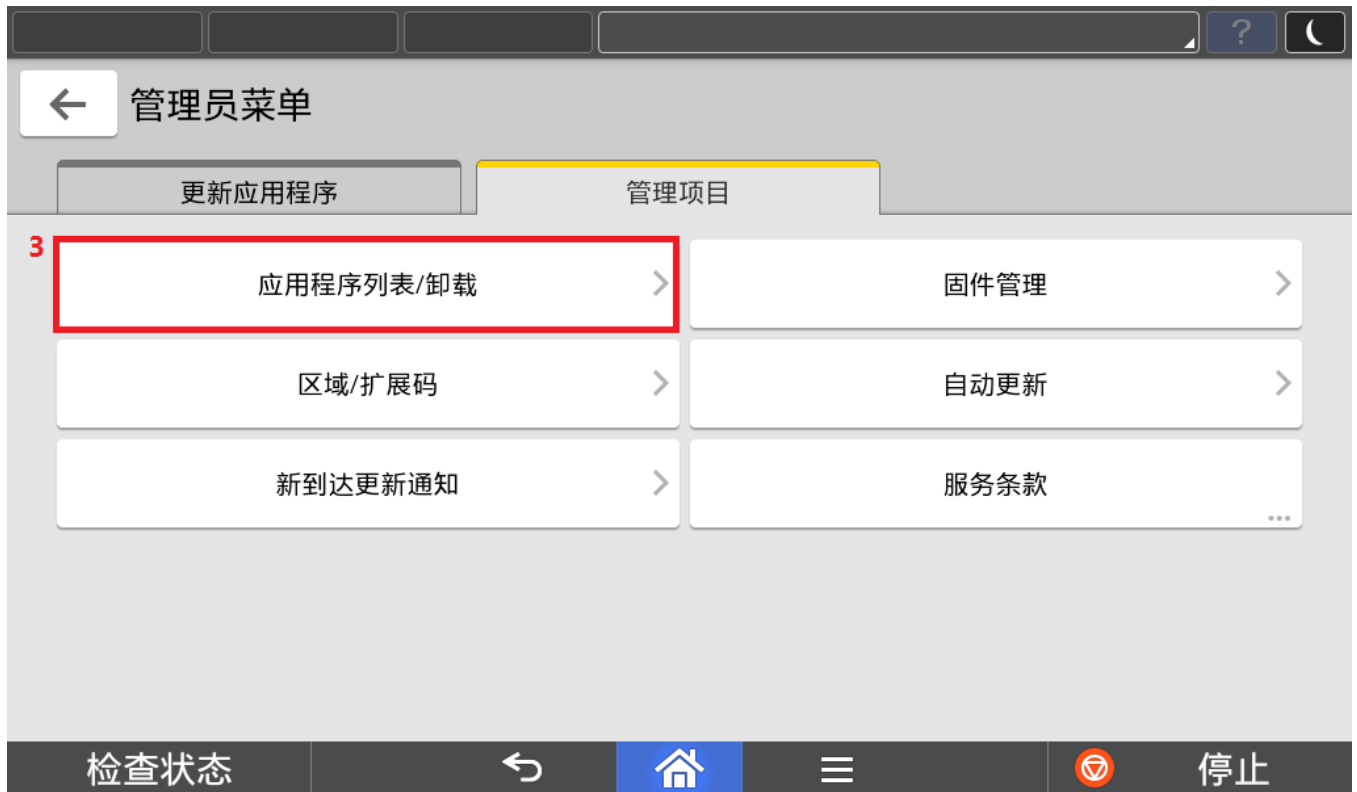 ?
管理员菜单
更新应用程序
管理项目
3
应用程序列表/卸载
固件管理
区域/扩展码
自动更新
新到达更新通知
服务条款
检查状态
停止